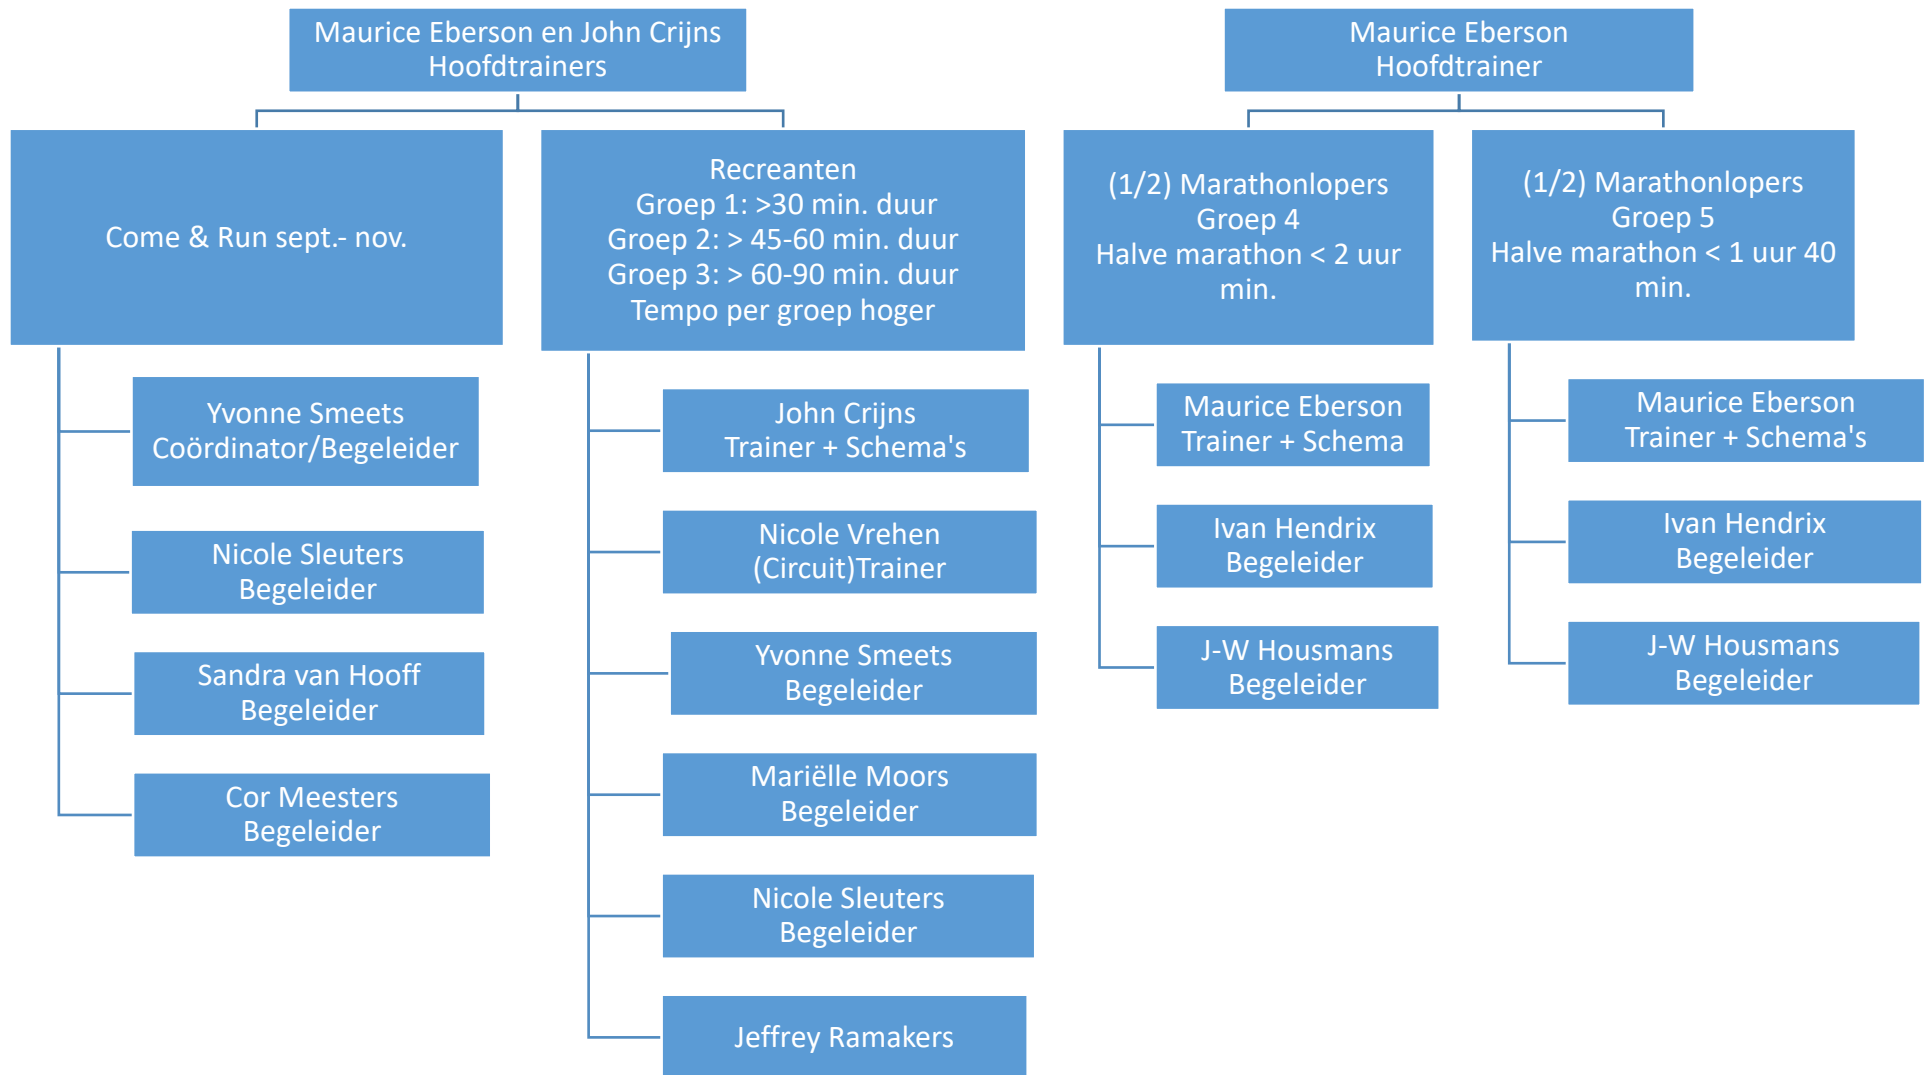 Maurice Eberson en John Crijns
Hoofdtrainers
Come & Run sept.- nov.
Yvonne Smeets
Coördinator/Begeleider
Nicole Sleuters
Begeleider
Sandra van Hooff
Begeleider
Cor Meesters
Begeleider
Recreanten
Groep 1: >30 min. duur
Groep 2: > 45-60 min. duur
Groep 3: > 60-90 min. duur
Tempo per groep hoger
John Crijns
Trainer + Schema's
Nicole Vrehen
(Circuit)Trainer
Yvonne Smeets
Begeleider
Mariëlle Moors
Begeleider
Nicole Sleuters
Begeleider
Jeffrey Ramakers
Maurice Eberson
Hoofdtrainer
(1/2) Marathonlopers
Groep 4
Halve marathon < 2 uur
min.
Maurice Eberson
Trainer + Schema
Ivan Hendrix
Begeleider
J-W Housmans
Begeleider
(1/2) Marathonlopers
Groep 5
Halve marathon < 1 uur 40
min.
Maurice Eberson
Trainer + Schema's
Ivan Hendrix
Begeleider
J-W Housmans
Begeleider